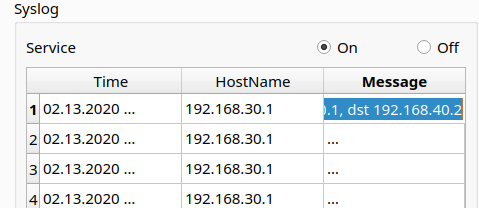 Syslog
Service On Off
Time HostName Message
1 02.13.2020 ... 192.168.30.1 .1, dst 192.168.40.2
2 02.13.2020 ... 192.168.30.1 ...
3 02.13.2020 ... 192.168.30.1 ...
4 02.13.2020 ... 192.168.30.1 ...